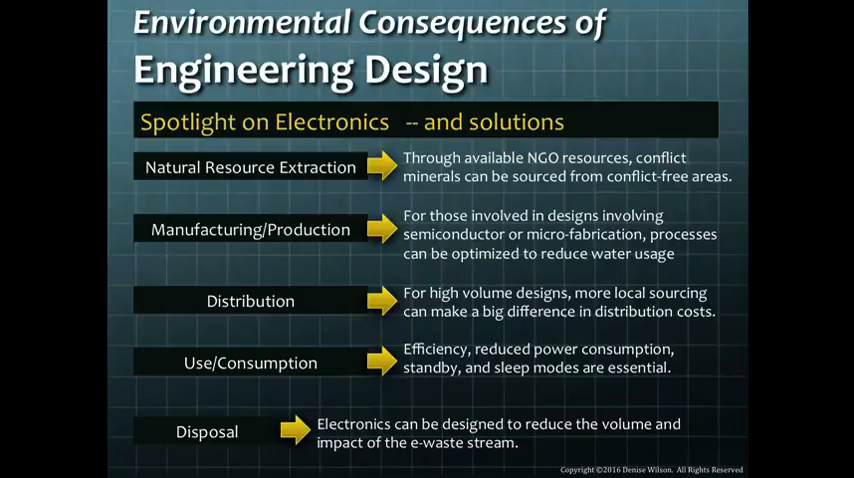 Environmental Consequences of
Engineering Design
Spotlight on Electronics -- and solutions
Natural Resource Extraction
Through available NGO resources, conflict
minerals can be sourced from conflict-free areas.
Manufacturing/Production
For those involved in designs involving
semiconductor or micro-fabrication, processes
can be optimized to reduce water usage
Distribution
For high volume designs, more local sourcing
can make a big difference in distribution costs.
Use/Consumption
Efficiency, reduced power consumption,
standby, and sleep modes are essential.
Disposal
Electronics can be designed to reduce the volume and
impact of the e-waste stream.
Copyright ©2016 Denise Wilson. All Rights Reserved